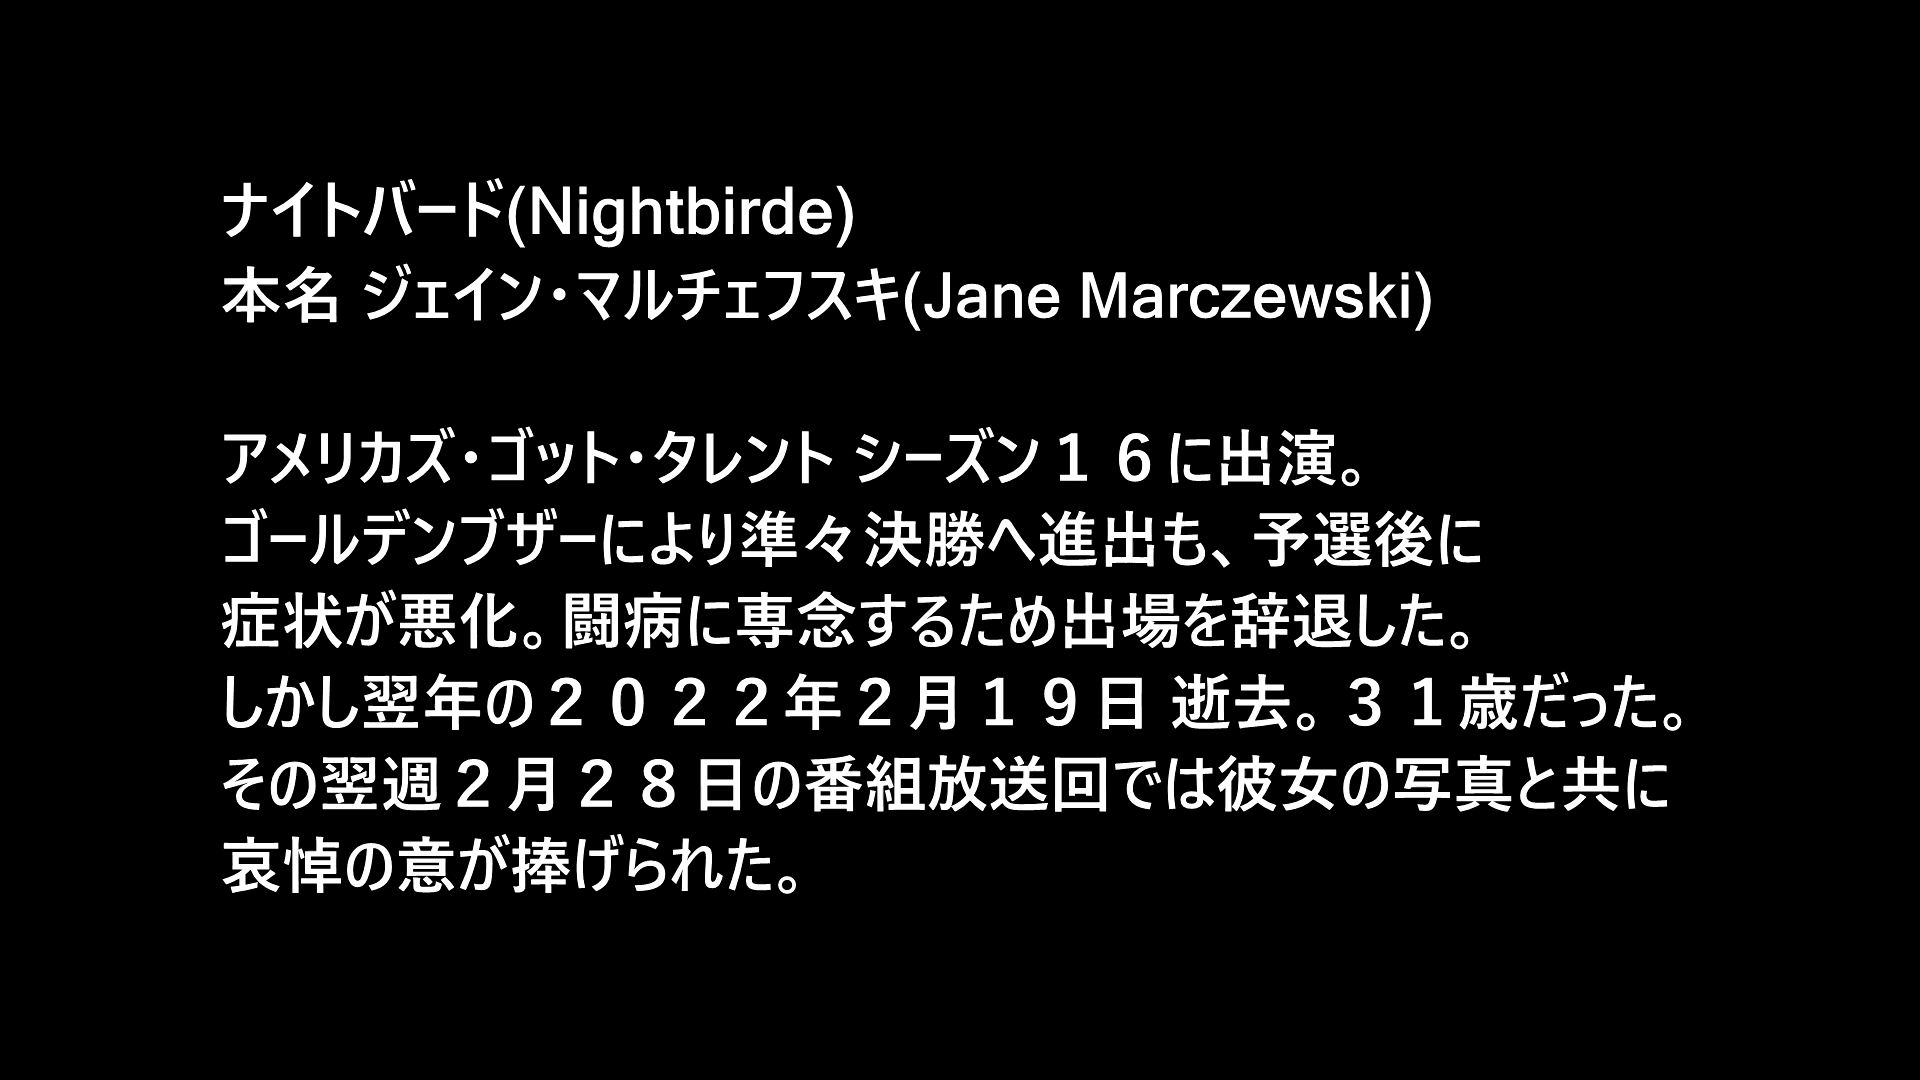 ナイトバード(Nightbirde)
本名 ジェイン・マルチェフスキ(Jane Marczewski)
アメリカズ・ゴット・タレント シーズン１６に出演。
ゴールデンブザーにより準々決勝へ進出も、予選後に
症状が悪化。闘病に専念するため出場を辞退した。
しかし翌年の２０２２年２月１９日 逝去。３１歳だった。
その翌週２月２８日の番組放送回では彼女の写真と共に
哀悼の意が捧げられた。